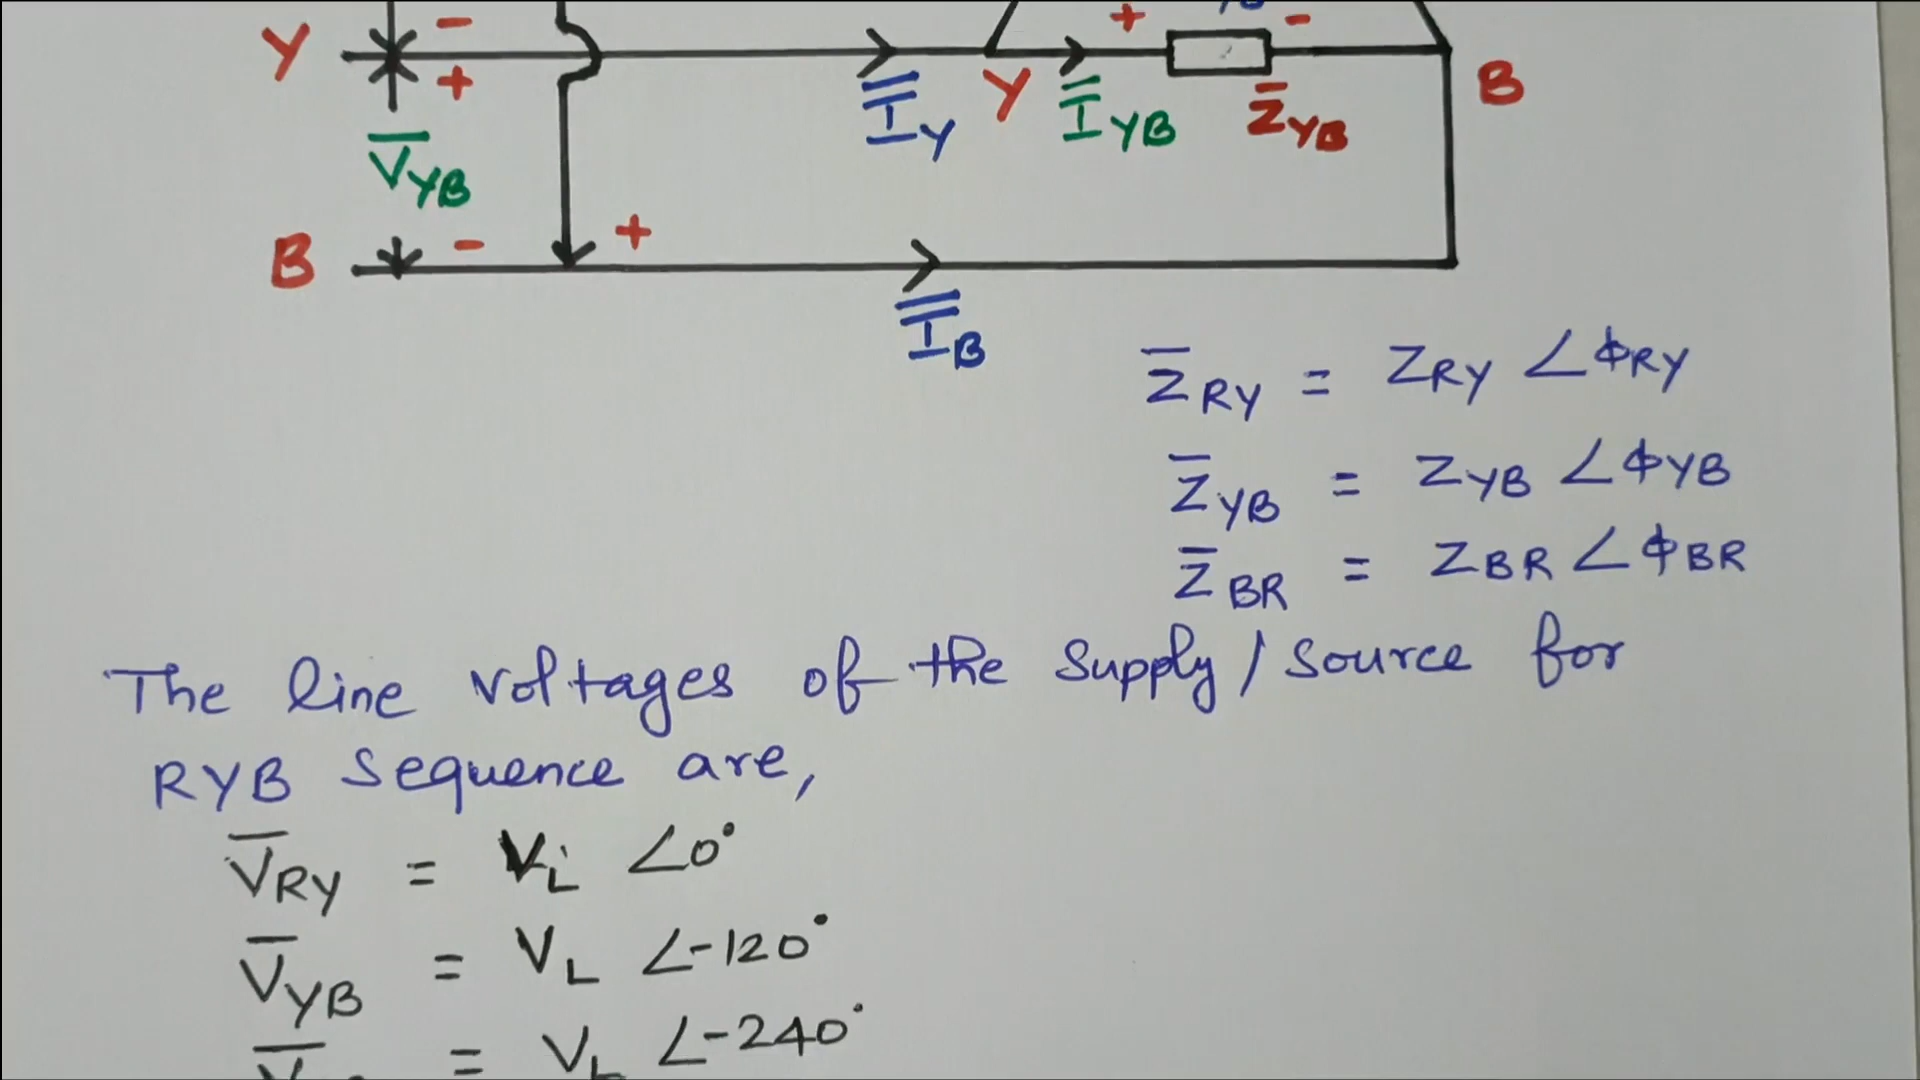 Y - + -
+
I̿Y Y I̿YB Z̅YB B
V̅YB
B - +
I̿B
Z̅RY = ZRY ∠ϕRY
Z̅YB = ZYB ∠ϕYB
Z̅BR = ZBR ∠ϕBR
The line voltages of the supply / source for
RYB sequence are,
V̅RY = VL ∠0°
V̅YB = VL ∠-120°
= VL ∠-240°